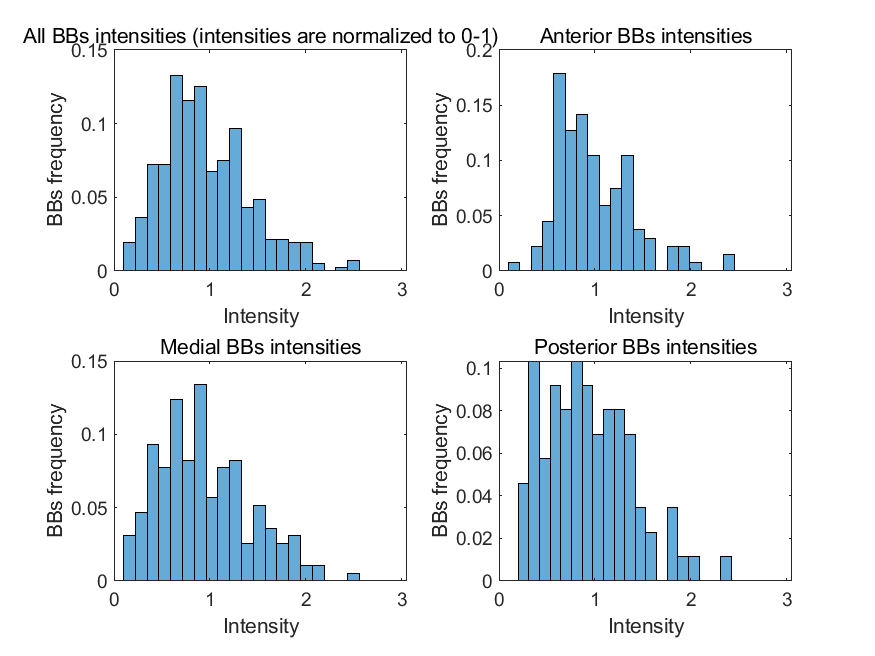 All BBs intensities (intensities are normalized to 0-1)
0.15
0.1
0.05
0
BBs frequency
0 1 2 3
Intensity
Anterior BBs intensities
0.2
0.15
0.1
0.05
0
BBs frequency
0 1 2 3
Intensity
Medial BBs intensities
0.15
0.1
0.05
0
BBs frequency
0 1 2 3
Intensity
Posterior BBs intensities
0.1
0.08
0.06
0.04
0.02
0
BBs frequency
0 1 2 3
Intensity